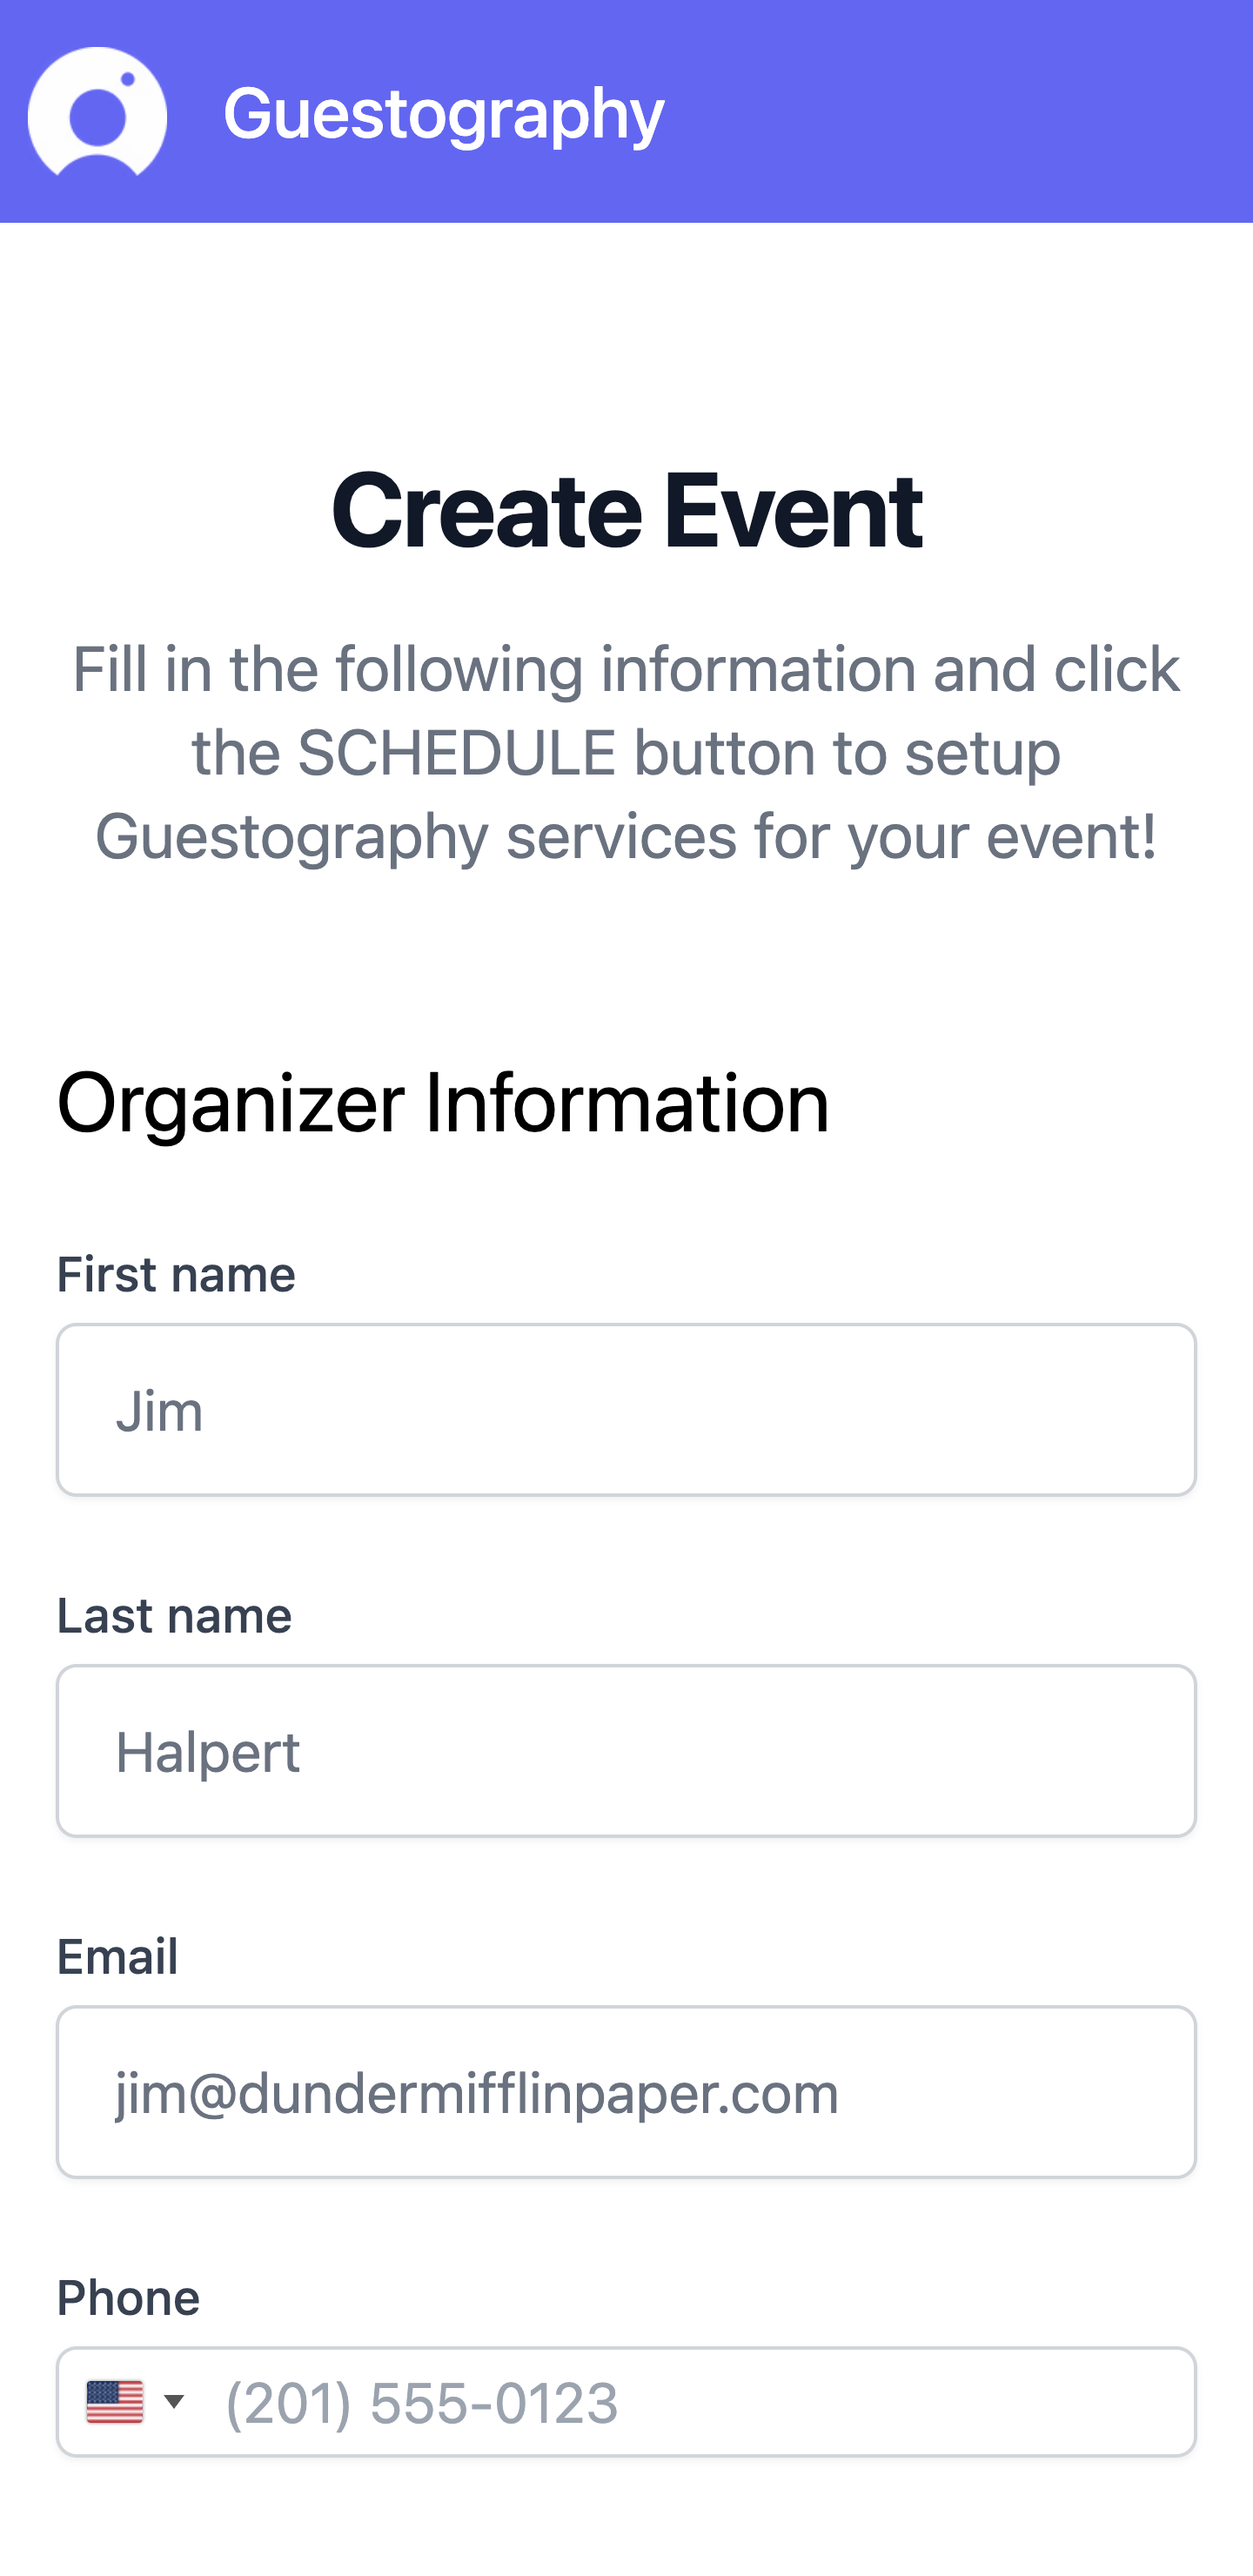 Guestography
Create Event
Fill in the following information and click
the SCHEDULE button to setup
Guestography services for your event!
Organizer Information
First name
Jim
Last name
Halpert
Email
jim@dundermifflinpaper.com
Phone
(201) 555-0123